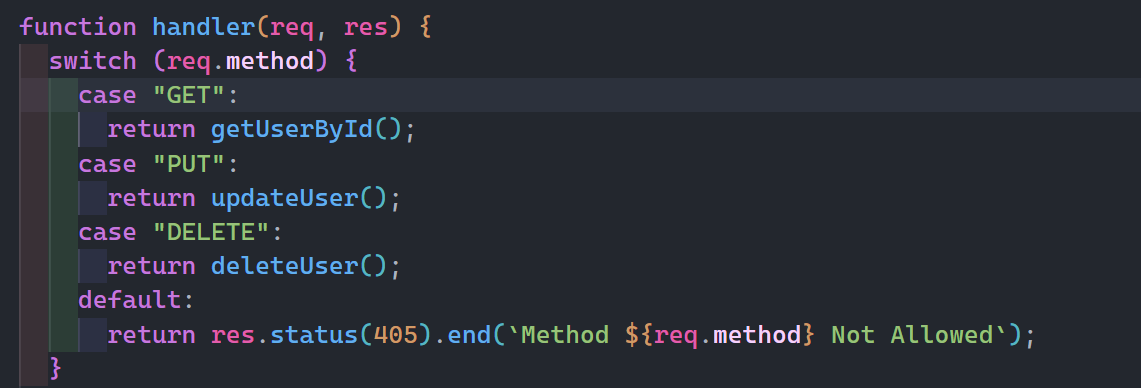 function handler(req, res) {
  switch (req.method) {
    case "GET":
      return getUserById();
    case "PUT":
      return updateUser();
    case "DELETE":
      return deleteUser();
    default:
      return res.status(405).end(`Method ${req.method} Not Allowed`);
  }